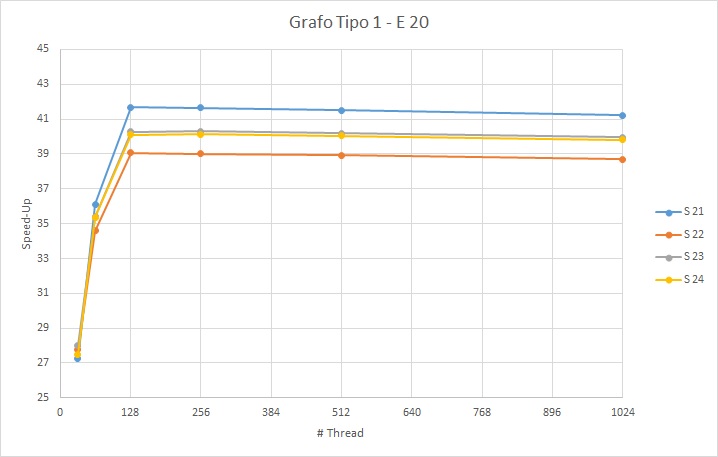 Grafo Tipo 1 - E 20
45
43
41
39
37
35
33
31
29
27
25
Speed-Up
0 128 256 384 512 640 768 896 1024
# Thread
S 21
S 22
S 23
S 24